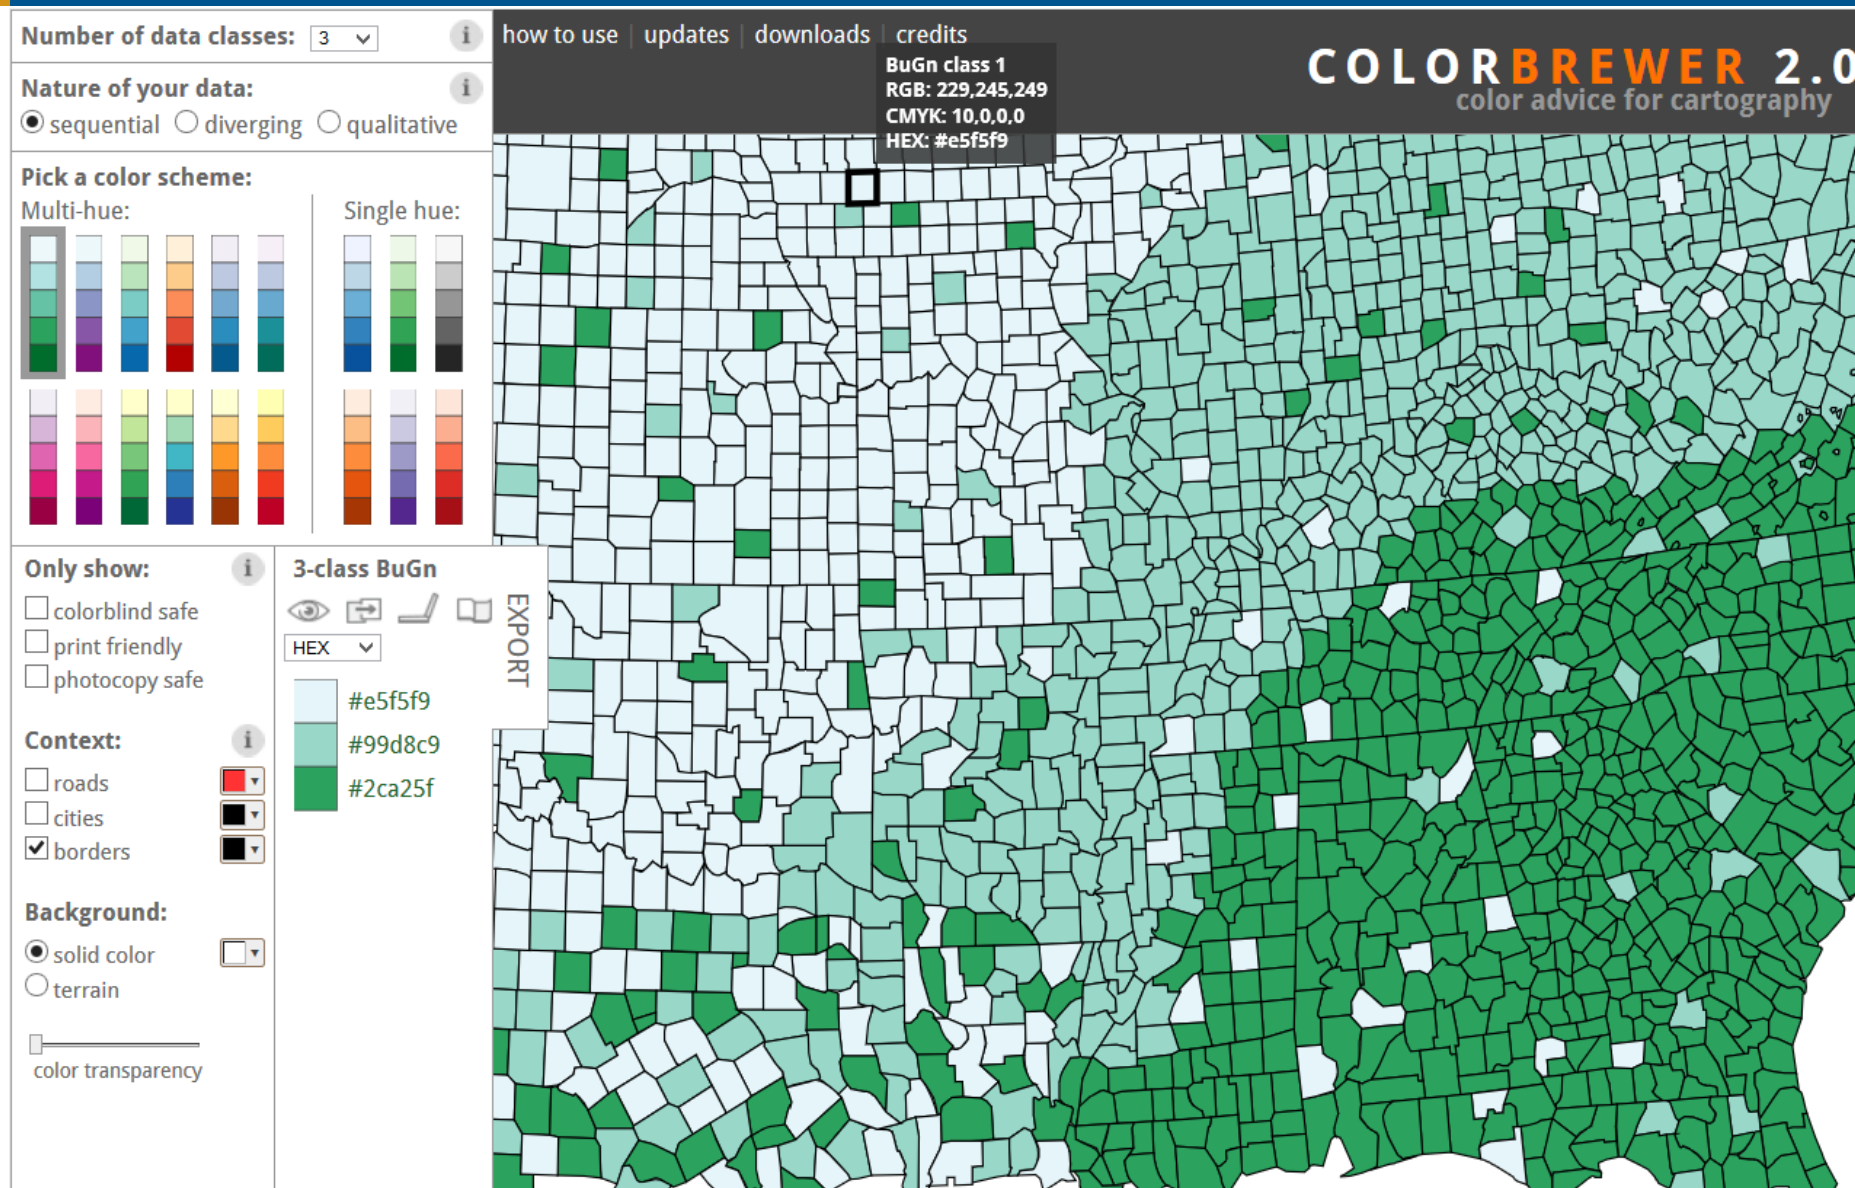 Number of data classes: 3
i
Nature of your data:
i
sequential diverging qualitative
Pick a color scheme:
Multi-hue: Single hue:
Only show:
i
colorblind safe
print friendly
photocopy safe
Context:
i
roads
cities
borders
Background:
solid color
terrain
color transparency
3-class BuGn
HEX
#e5f5f9
#99d8c9
#2ca25f
EXPORT
how to use updates downloads credits
BuGn class 1
RGB: 229,245,249
CMYK: 10,0,0,0
HEX: #e5f5f9
COLORBREWER 2.0
color advice for cartography